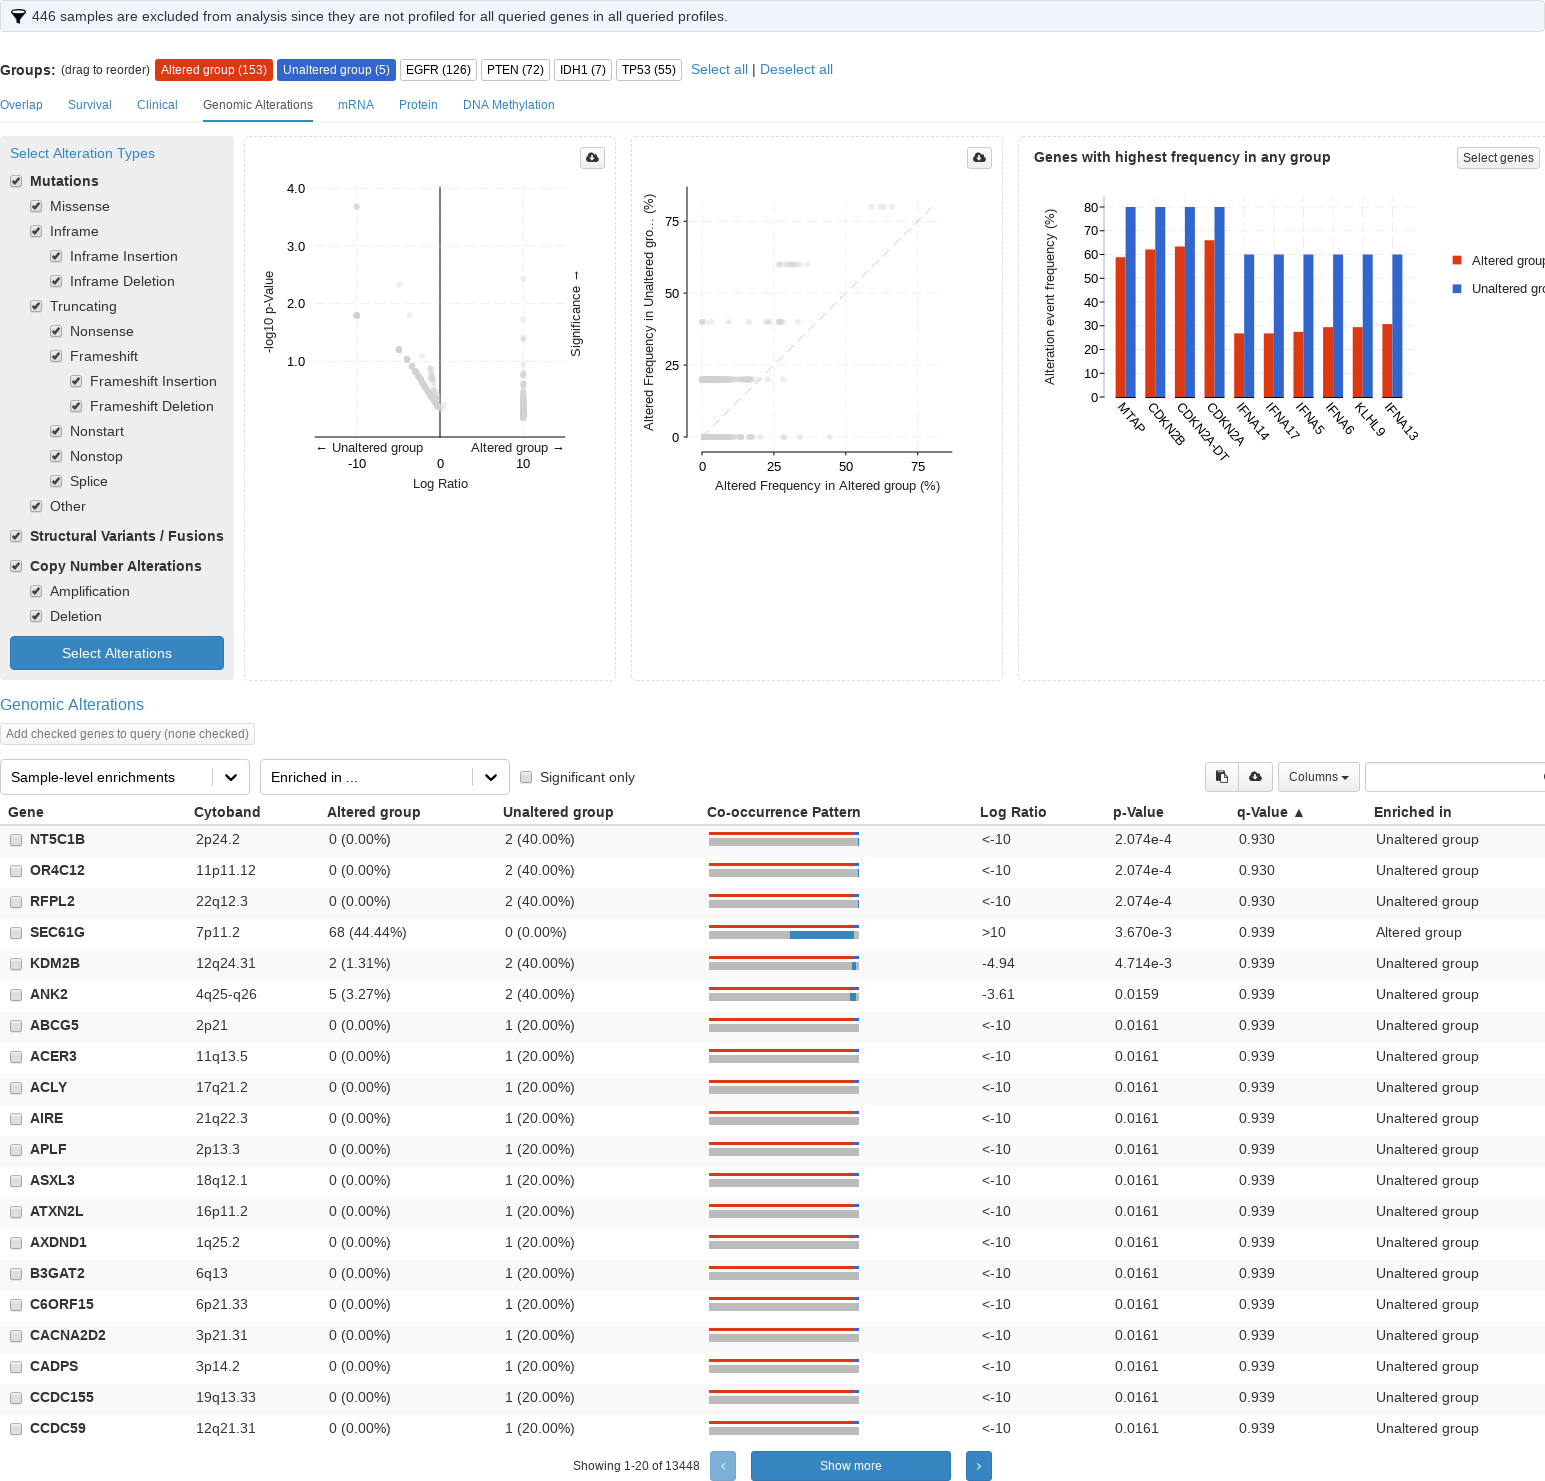 446 samples are excluded from analysis since they are not profiled for all queried genes in all queried profiles.
Groups: (drag to reorder) Altered group (153) Unaltered group (5) EGFR (126) PTEN (72) IDH1 (7) TP53 (55) Select all | Deselect all
Overlap Survival Clinical Genomic Alterations mRNA Protein DNA Methylation
Select Alteration Types
Mutations
Missense
Inframe
Inframe Insertion
Inframe Deletion
Truncating
Nonsense
Frameshift
Frameshift Insertion
Frameshift Deletion
Nonstart
Nonstop
Splice
Other
Structural Variants / Fusions
Copy Number Alterations
Amplification
Deletion
Select Alterations
4.0
3.0
2.0
1.0
-log10 p-Value
Significance →
← Unaltered group Altered group →
-10 0 10
Log Ratio
75
50
25
0
Altered Frequency in Unaltered gro... (%)
0 25 50 75
Altered Frequency in Altered group (%)
Genes with highest frequency in any group
Select genes
80
70
60
50
40
30
20
10
0
Alteration event frequency (%)
MTAP
CDKN2B
CDKN2A-DT
CDKN2A
IFNA14
IFNA17
IFNA5
IFNA6
KLHL9
IFNA13
Altered group
Unaltered gro
Genomic Alterations
Add checked genes to query (none checked)
Sample-level enrichments Enriched in ... Significant only Columns
Gene Cytoband Altered group Unaltered group Co-occurrence Pattern Log Ratio p-Value q-Value ▲ Enriched in
NT5C1B 2p24.2 0 (0.00%) 2 (40.00%) <-10 2.074e-4 0.930 Unaltered group
OR4C12 11p11.12 0 (0.00%) 2 (40.00%) <-10 2.074e-4 0.930 Unaltered group
RFPL2 22q12.3 0 (0.00%) 2 (40.00%) <-10 2.074e-4 0.930 Unaltered group
SEC61G 7p11.2 68 (44.44%) 0 (0.00%) >10 3.670e-3 0.939 Altered group
KDM2B 12q24.31 2 (1.31%) 2 (40.00%) -4.94 4.714e-3 0.939 Unaltered group
ANK2 4q25-q26 5 (3.27%) 2 (40.00%) -3.61 0.0159 0.939 Unaltered group
ABCG5 2p21 0 (0.00%) 1 (20.00%) <-10 0.0161 0.939 Unaltered group
ACER3 11q13.5 0 (0.00%) 1 (20.00%) <-10 0.0161 0.939 Unaltered group
ACLY 17q21.2 0 (0.00%) 1 (20.00%) <-10 0.0161 0.939 Unaltered group
AIRE 21q22.3 0 (0.00%) 1 (20.00%) <-10 0.0161 0.939 Unaltered group
APLF 2p13.3 0 (0.00%) 1 (20.00%) <-10 0.0161 0.939 Unaltered group
ASXL3 18q12.1 0 (0.00%) 1 (20.00%) <-10 0.0161 0.939 Unaltered group
ATXN2L 16p11.2 0 (0.00%) 1 (20.00%) <-10 0.0161 0.939 Unaltered group
AXDND1 1q25.2 0 (0.00%) 1 (20.00%) <-10 0.0161 0.939 Unaltered group
B3GAT2 6q13 0 (0.00%) 1 (20.00%) <-10 0.0161 0.939 Unaltered group
C6ORF15 6p21.33 0 (0.00%) 1 (20.00%) <-10 0.0161 0.939 Unaltered group
CACNA2D2 3p21.31 0 (0.00%) 1 (20.00%) <-10 0.0161 0.939 Unaltered group
CADPS 3p14.2 0 (0.00%) 1 (20.00%) <-10 0.0161 0.939 Unaltered group
CCDC155 19q13.33 0 (0.00%) 1 (20.00%) <-10 0.0161 0.939 Unaltered group
CCDC59 12q21.31 0 (0.00%) 1 (20.00%) <-10 0.0161 0.939 Unaltered group
Showing 1-20 of 13448 ‹ Show more ›